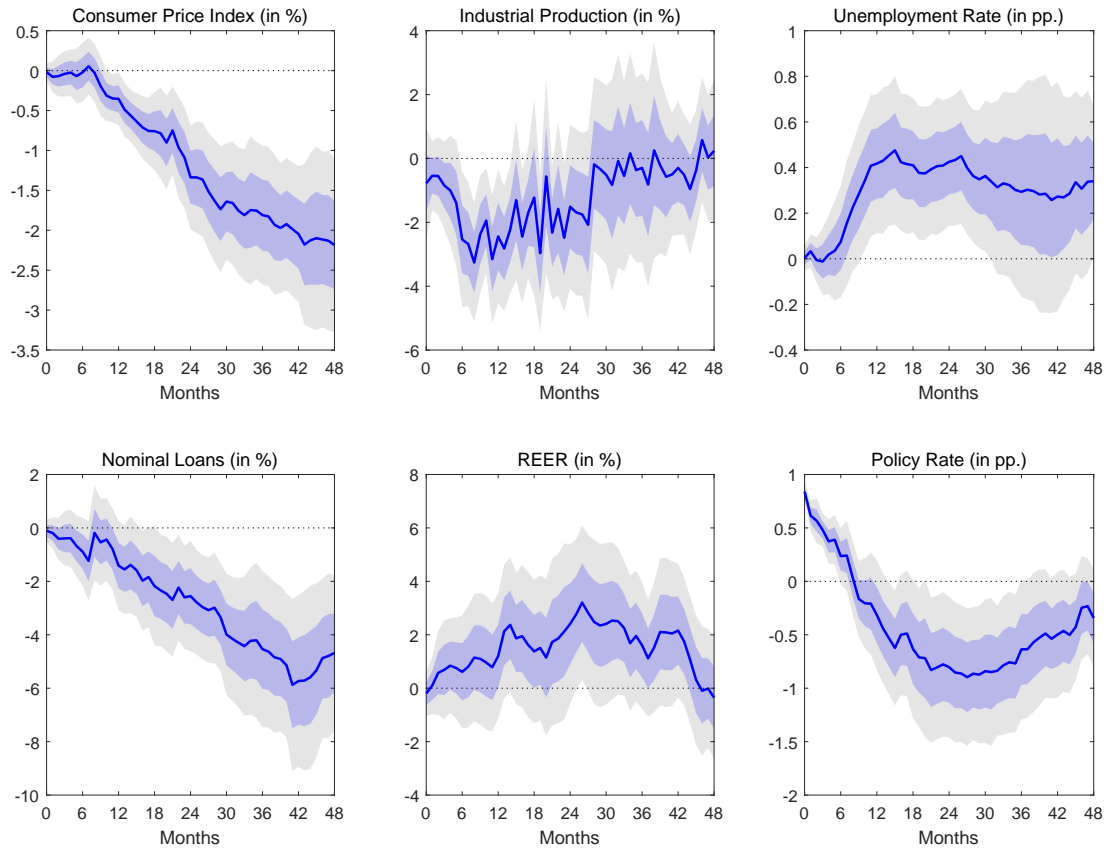 Consumer Price Index (in %)
0.5
0
-0.5
-1
-1.5
-2
-2.5
-3
-3.5
0 6 12 18 24 30 36 42 48
Months
Industrial Production (in %)
4
2
0
-2
-4
-6
0 6 12 18 24 30 36 42 48
Months
Unemployment Rate (in pp.)
1
0.8
0.6
0.4
0.2
0
-0.2
-0.4
0 6 12 18 24 30 36 42 48
Months
Nominal Loans (in %)
2
0
-2
-4
-6
-8
-10
0 6 12 18 24 30 36 42 48
Months
REER (in %)
8
6
4
2
0
-2
-4
0 6 12 18 24 30 36 42 48
Months
Policy Rate (in pp.)
1
0.5
0
-0.5
-1
-1.5
-2
0 6 12 18 24 30 36 42 48
Months